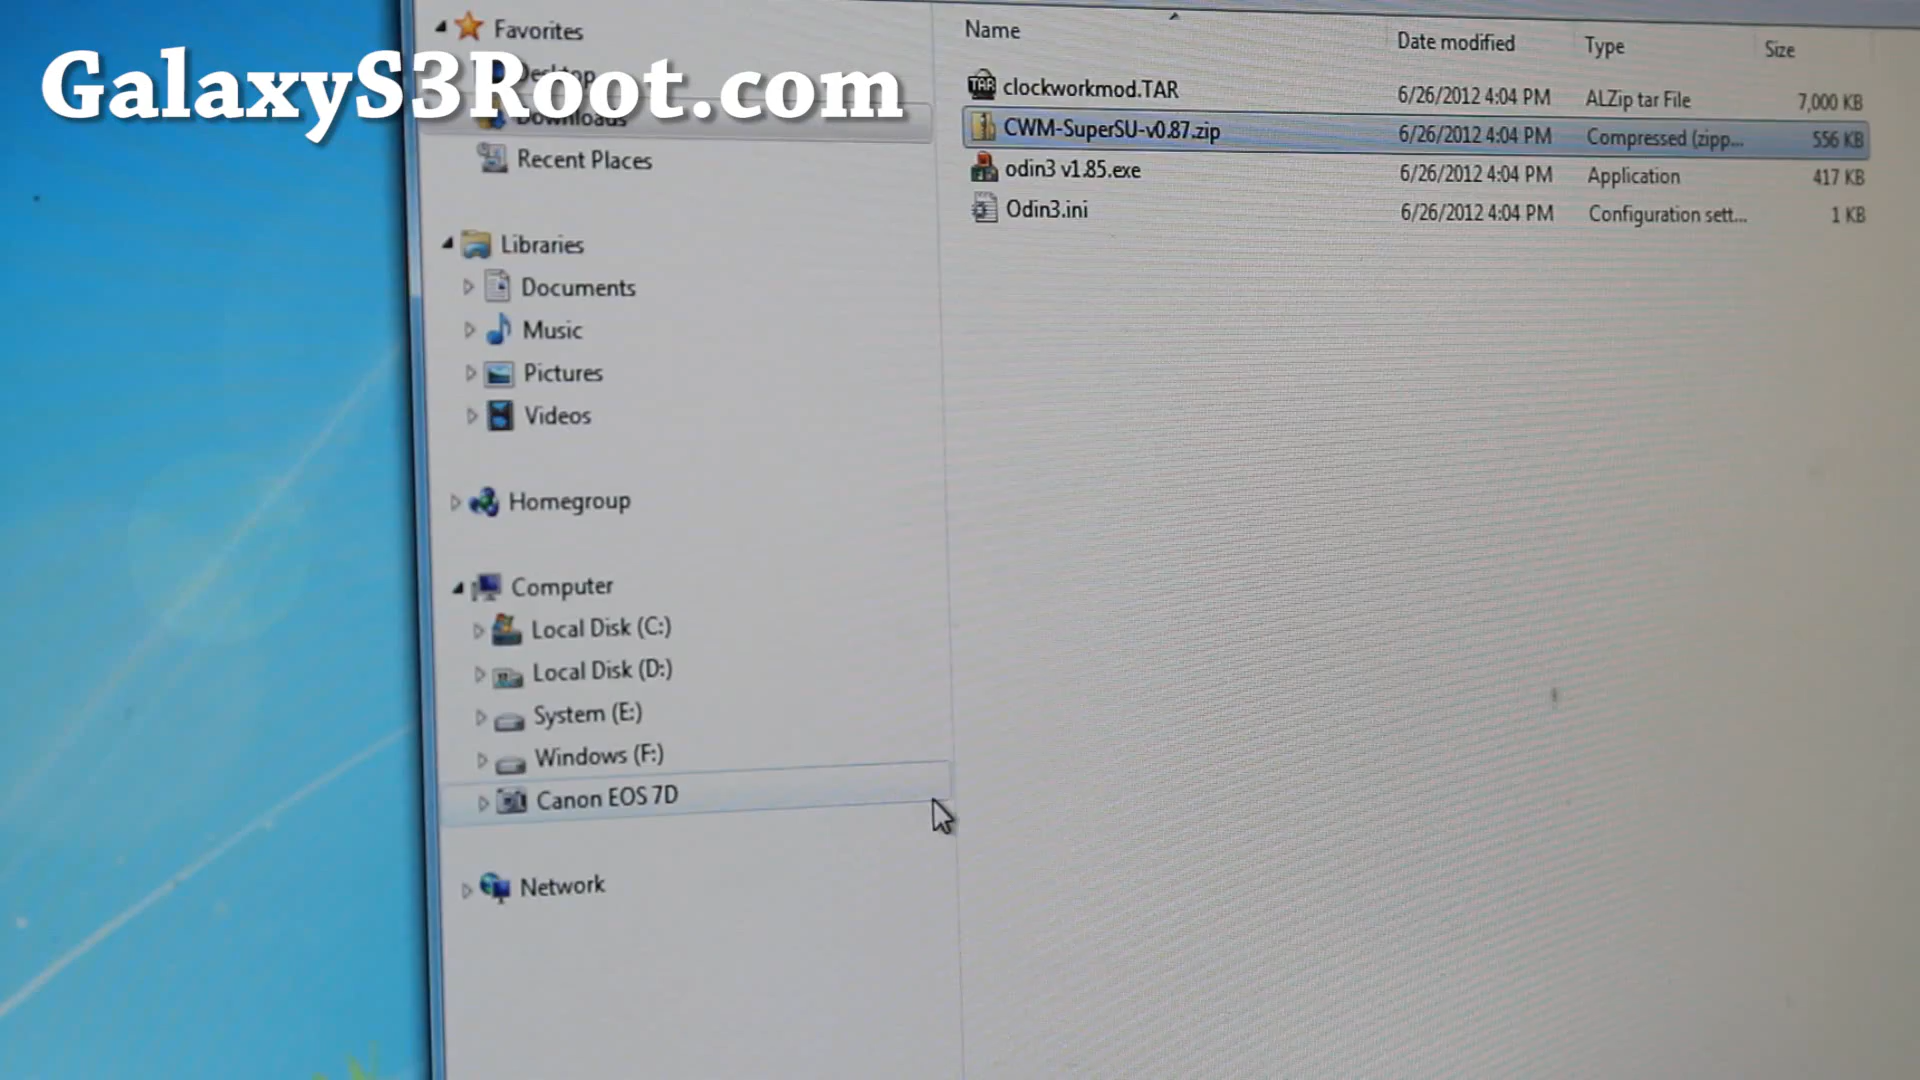 GalaxyS3Root.com
Favorites
Desktop
Downloads
Recent Places
Libraries
Documents
Music
Pictures
Videos
Homegroup
Computer
Local Disk (C:)
Local Disk (D:)
System (E:)
Windows (F:)
Canon EOS 7D
Network
Name Date modified Type Size
TAR clockworkmod.TAR 6/26/2012 4:04 PM ALZip tar File 7,000 KB
CWM-SuperSU-v0.87.zip 6/26/2012 4:04 PM Compressed (zipp... 556 KB
odin3 v1.85.exe 6/26/2012 4:04 PM Application 417 KB
Odin3.ini 6/26/2012 4:04 PM Configuration sett... 1 KB